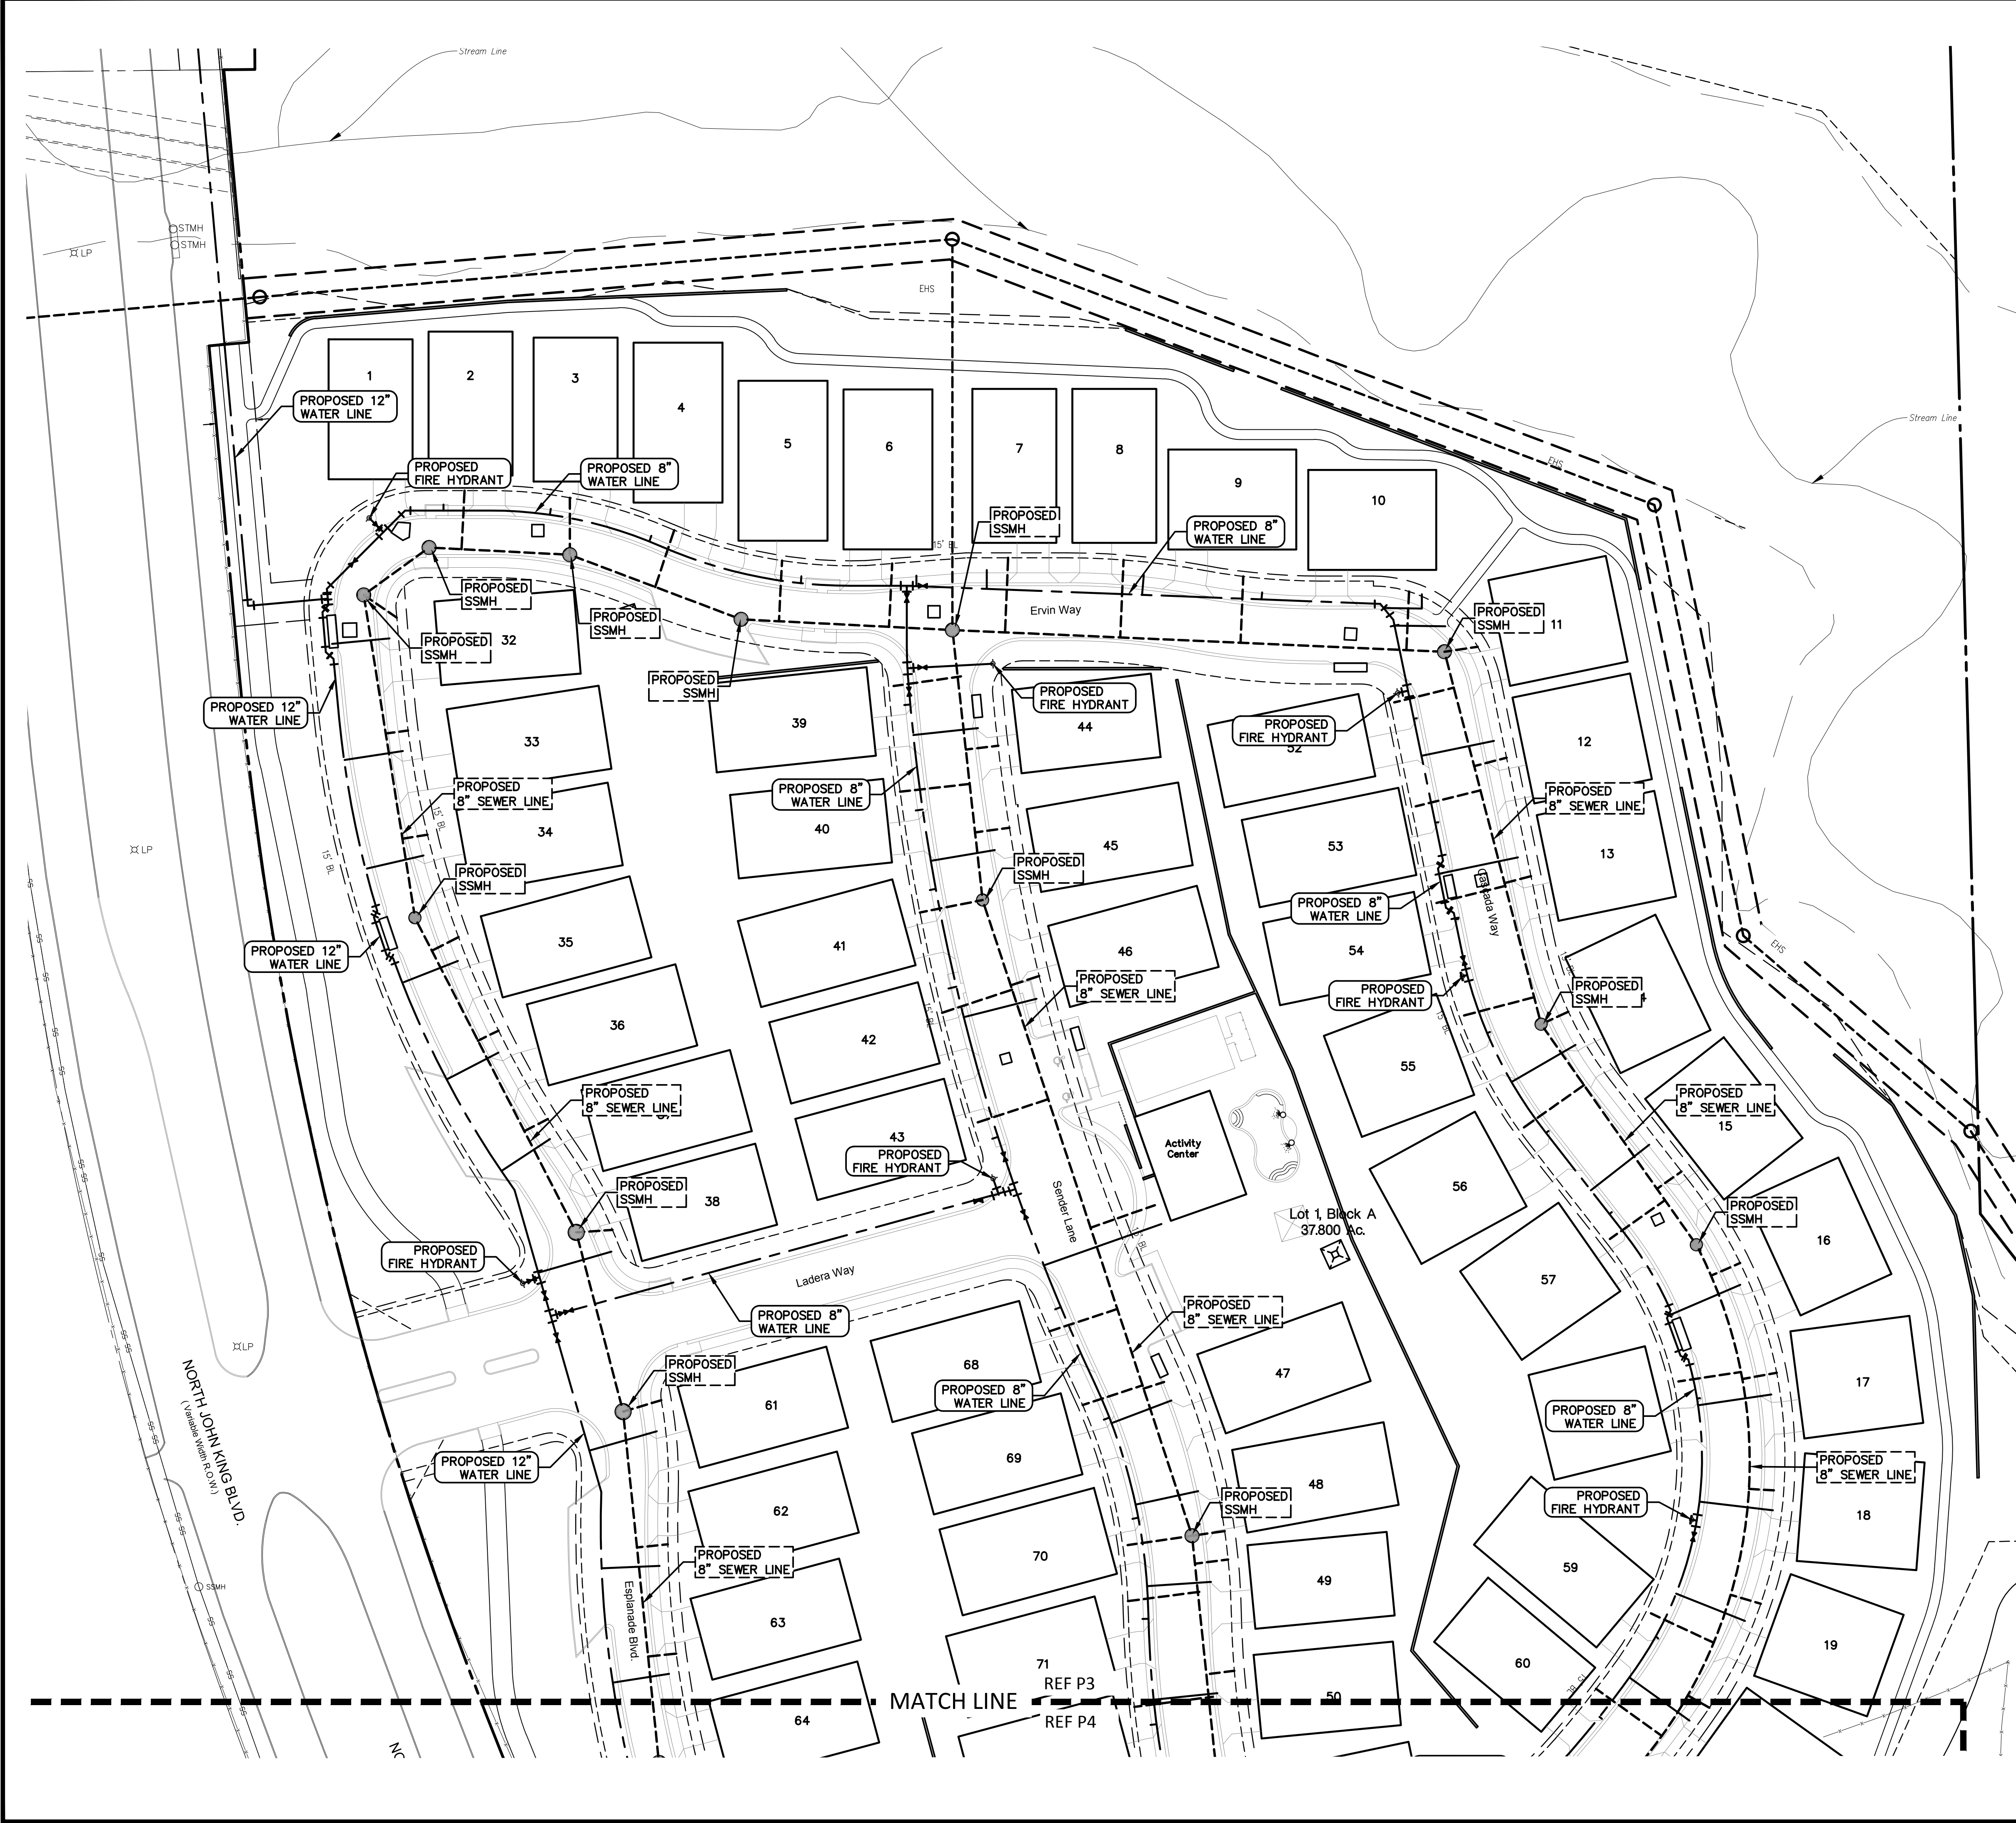 Stream Line
STMH
STMH
LP
EHS
Stream Line
EHS
1
2
3
4
5
6
7
8
9
10
PROPOSED 12"
WATER LINE
PROPOSED
FIRE HYDRANT
PROPOSED 8"
WATER LINE
PROPOSED
SSMH
PROPOSED 8"
WATER LINE
15' BL
PROPOSED
SSMH
PROPOSED
SSMH
Ervin Way
PROPOSED
SSMH
11
PROPOSED
SSMH
32
PROPOSED
SSMH
PROPOSED
FIRE HYDRANT
PROPOSED 12"
WATER LINE
PROPOSED
FIRE HYDRANT
33
39
44
52
12
PROPOSED
8" SEWER LINE
PROPOSED 8"
WATER LINE
PROPOSED
8" SEWER LINE
15' BL
34
40
45
53
13
LP
15' BL
PROPOSED
SSMH
PROPOSED
SSMH
PROPOSED 8"
WATER LINE
Cascada Way
35
41
46
54
EHS
PROPOSED 12"
WATER LINE
PROPOSED
8" SEWER LINE
PROPOSED
FIRE HYDRANT
PROPOSED
SSMH
15' BL
15' BL
36
42
55
PROPOSED
8" SEWER LINE
PROPOSED
8" SEWER LINE
15
43
PROPOSED
FIRE HYDRANT
Activity
Center
PROPOSED
SSMH
38
Sender Lane
15' BL
56
PROPOSED
SSMH
Lot 1, Block A
37.800 Ac.
16
PROPOSED
FIRE HYDRANT
Ladera Way
57
PROPOSED 8"
WATER LINE
PROPOSED
8" SEWER LINE
LP
NORTH JOHN KING BLVD.
( Variable Width R.O.W.)
PROPOSED
SSMH
61
68
PROPOSED 8"
WATER LINE
47
17
PROPOSED 8"
WATER LINE
PROPOSED 12"
WATER LINE
69
48
PROPOSED
8" SEWER LINE
62
PROPOSED
SSMH
PROPOSED
FIRE HYDRANT
18
SSMH
PROPOSED
8" SEWER LINE
70
49
59
Esplanade Blvd.
63
19
71
60
REF P3
15' BL
MATCH LINE
50
64
REF P4